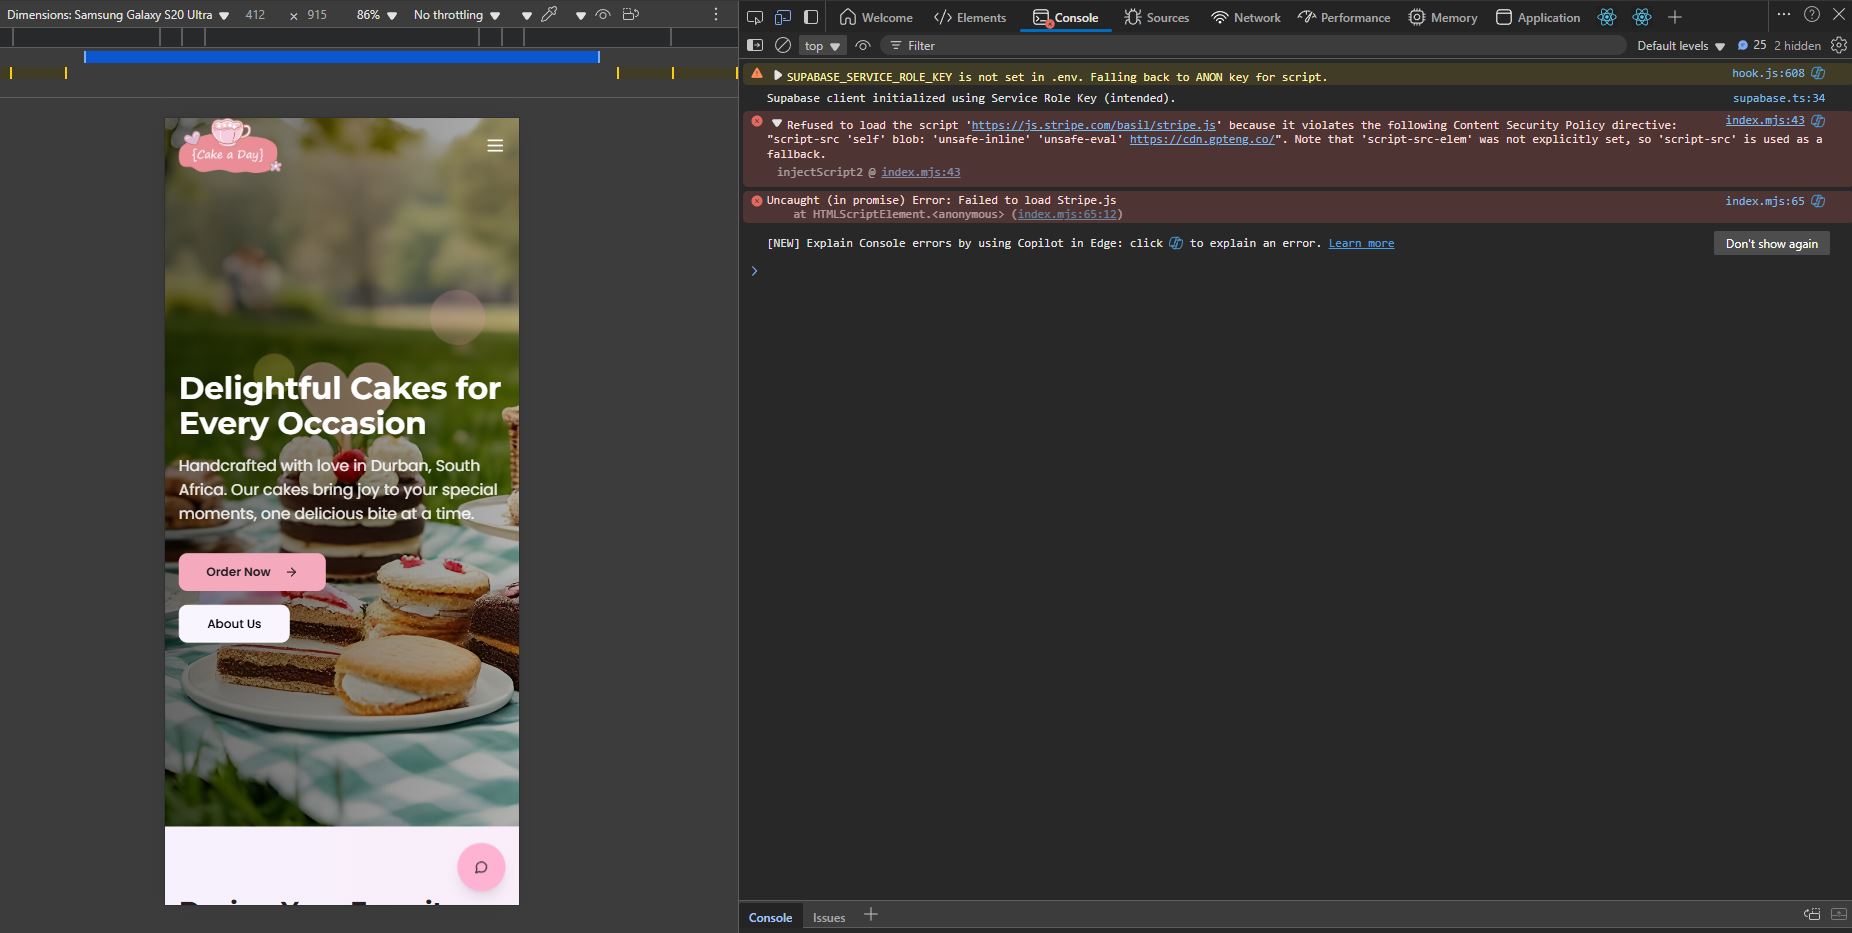 Dimensions: Samsung Galaxy S20 Ultra 412 x 915 86% No throttling
Welcome Elements Console Sources Network Performance Memory Application
top Filter Default levels 25 2 hidden
SUPABASE_SERVICE_ROLE_KEY is not set in .env. Falling back to ANON key for script. hook.js:608
Supabase client initialized using Service Role Key (intended). supabase.ts:34
Refused to load the script 'https://js.stripe.com/basil/stripe.js' because it violates the following Content Security Policy directive: index.mjs:43
"script-src 'self' blob: 'unsafe-inline' 'unsafe-eval' https://cdn.gpteng.co/". Note that 'script-src-elem' was not explicitly set, so 'script-src' is used as a
fallback.
injectScript2 @ index.mjs:43
Uncaught (in promise) Error: Failed to load Stripe.js index.mjs:65
at HTMLScriptElement.<anonymous> (index.mjs:65:12)
[NEW] Explain Console errors by using Copilot in Edge: click to explain an error. Learn more Don't show again
{Cake a Day}
Delightful Cakes for
Every Occasion
Handcrafted with love in Durban, South
Africa. Our cakes bring joy to your special
moments, one delicious bite at a time.
Order Now
About Us
Console Issues